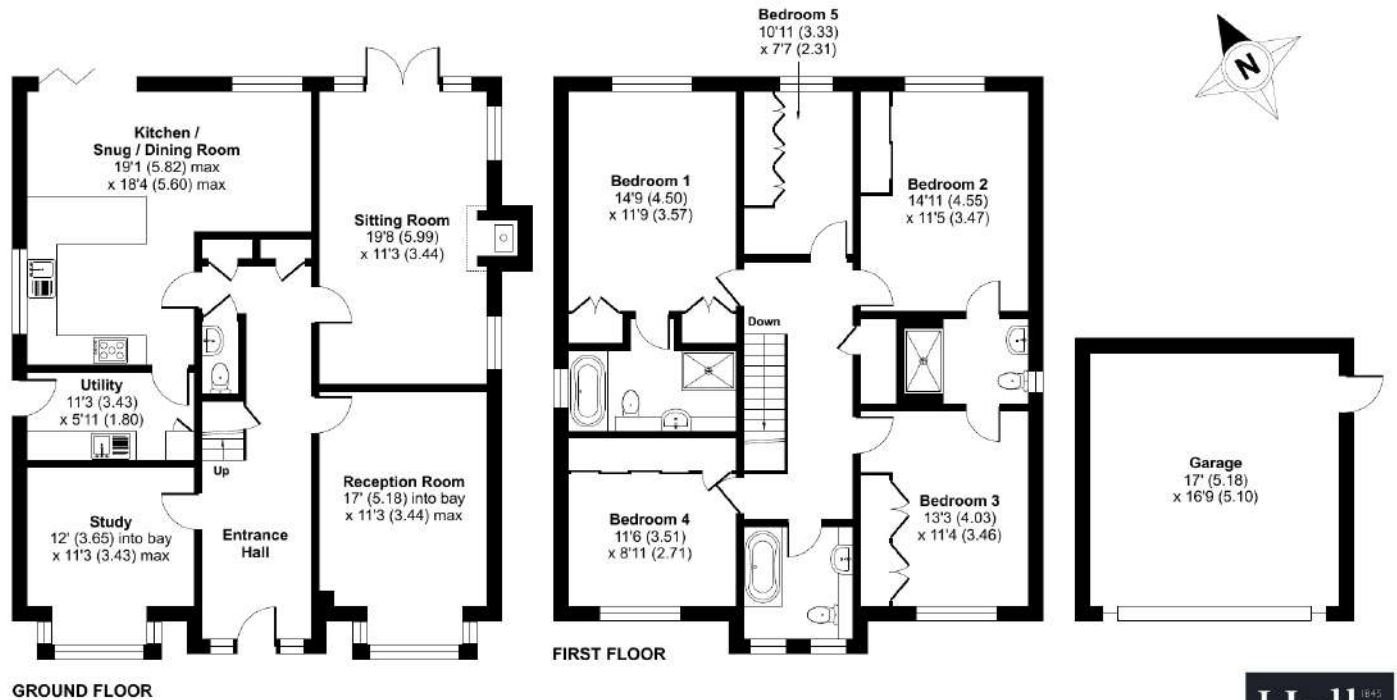 Bedroom 5
10'11 (3.33)
x 7'7 (2.31)
N
Kitchen /
Snug / Dining Room
19'1 (5.82) max
x 18'4 (5.60) max
Sitting Room
19'8 (5.99)
x 11'3 (3.44)
Bedroom 1
14'9 (4.50)
x 11'9 (3.57)
Bedroom 2
14'11 (4.55)
x 11'5 (3.47)
Down
Utility
11'3 (3.43)
x 5'11 (1.80)
Up
Reception Room
17' (5.18) into bay
x 11'3 (3.44) max
Study
12' (3.65) into bay
x 11'3 (3.43) max
Entrance
Hall
Bedroom 4
11'6 (3.51)
x 8'11 (2.71)
Bedroom 3
13'3 (4.03)
x 11'4 (3.46)
Garage
17' (5.18)
x 16'9 (5.10)
FIRST FLOOR
GROUND FLOOR
1845